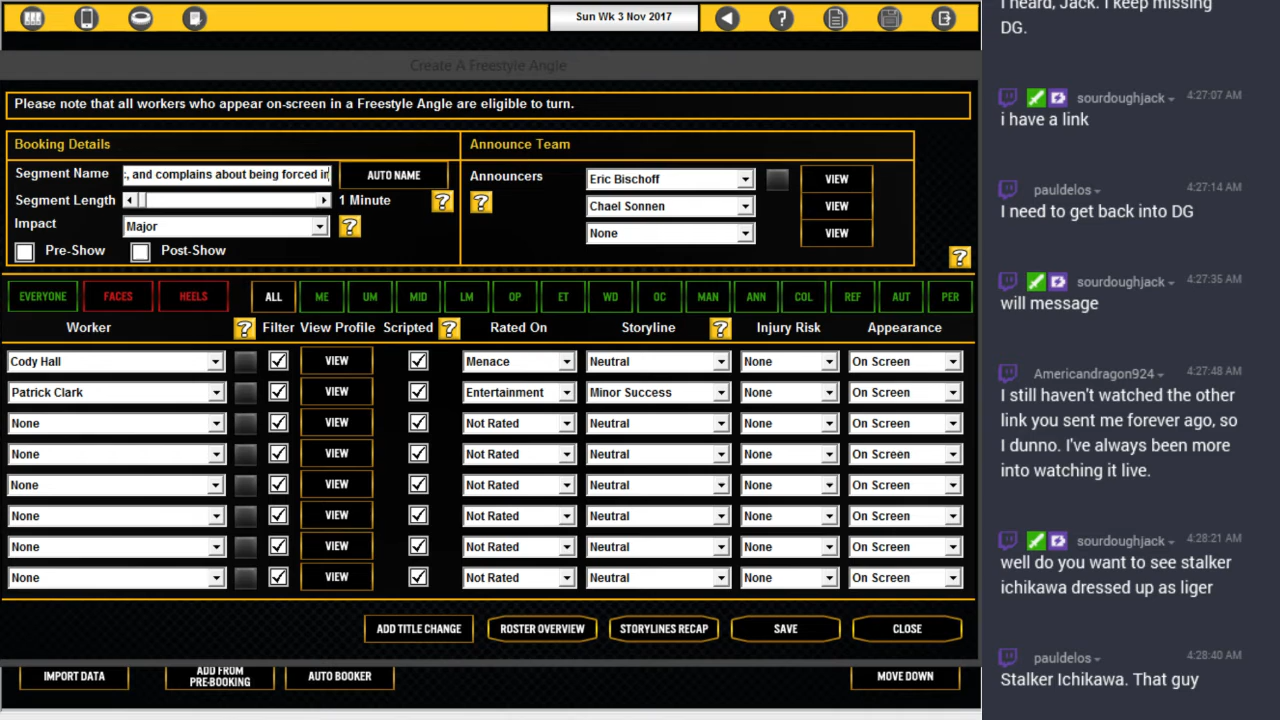 Sun Wk 3 Nov 2017
Create A Freestyle Angle
Please note that all workers who appear on-screen in a Freestyle Angle are eligible to turn.
Booking Details
Segment Name , and complains about being forced in AUTO NAME
Segment Length 1 Minute ?
Impact Major ?
Pre-Show Post-Show
Announce Team
Announcers Eric Bischoff VIEW
? Chael Sonnen VIEW
None VIEW
?
EVERYONE FACES HEELS ALL ME UM MID LM OP ET WD OC MAN ANN COL REF AUT PER
Worker ? Filter View Profile Scripted ? Rated On Storyline ? Injury Risk Appearance
Cody Hall VIEW Menace Neutral None On Screen
Patrick Clark VIEW Entertainment Minor Success None On Screen
None VIEW Not Rated Neutral None On Screen
None VIEW Not Rated Neutral None On Screen
None VIEW Not Rated Neutral None On Screen
None VIEW Not Rated Neutral None On Screen
None VIEW Not Rated Neutral None On Screen
None VIEW Not Rated Neutral None On Screen
ADD TITLE CHANGE ROSTER OVERVIEW STORYLINES RECAP SAVE CLOSE
IMPORT DATA ADD FROM PRE-BOOKING AUTO BOOKER MOVE DOWN
I heard, Jack. I keep missing
DG.
sourdoughjack 4:27:07 AM
i have a link
pauldelos 4:27:14 AM
I need to get back into DG
sourdoughjack 4:27:35 AM
will message
Americandragon924 4:27:48 AM
I still haven't watched the other
link you sent me forever ago, so
I dunno. I've always been more
into watching it live.
sourdoughjack 4:28:21 AM
well do you want to see stalker
ichikawa dressed up as liger
pauldelos 4:28:40 AM
Stalker Ichikawa. That guy